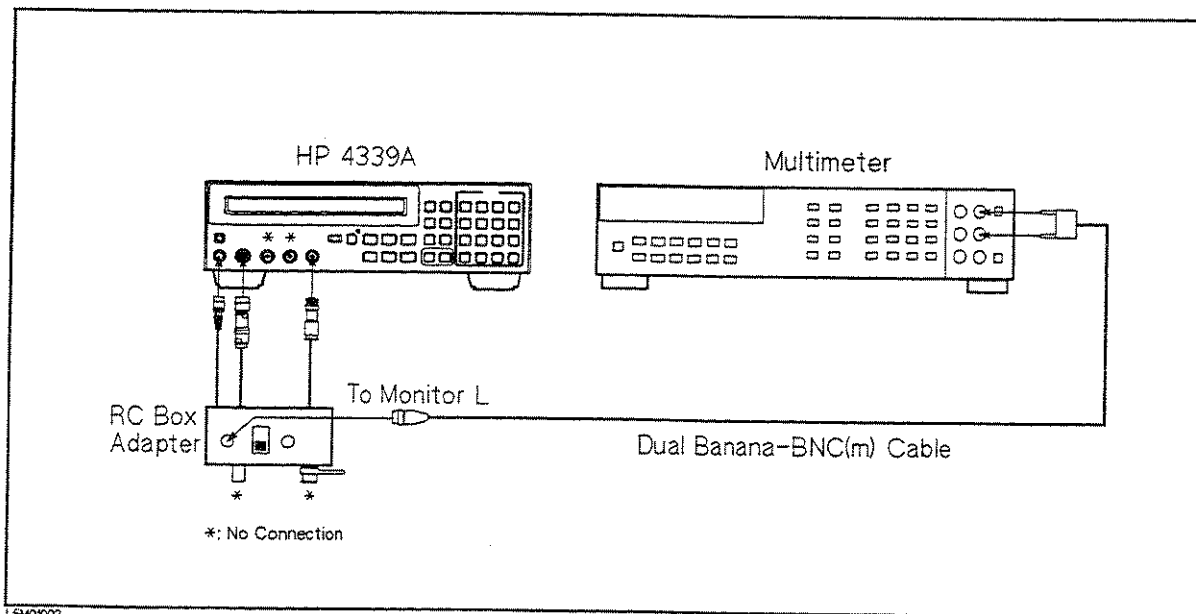 HP 4339A
Multimeter
* *
To Monitor L
RC Box
Adapter
Dual Banana-BNC(m) Cable
* *
*: No Connection